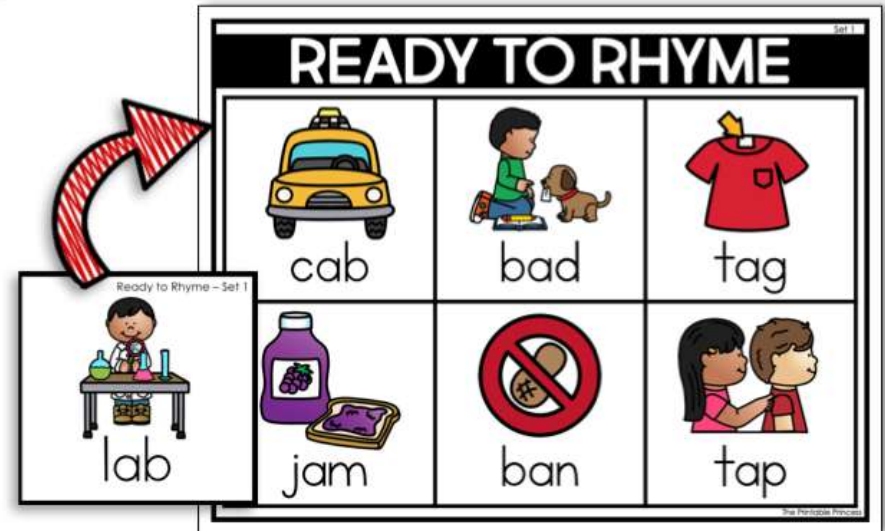 Set 1
READY TO RHYME
cab bad tag
Ready to Rhyme – Set 1
lab
jam ban tap
The Printable Princess